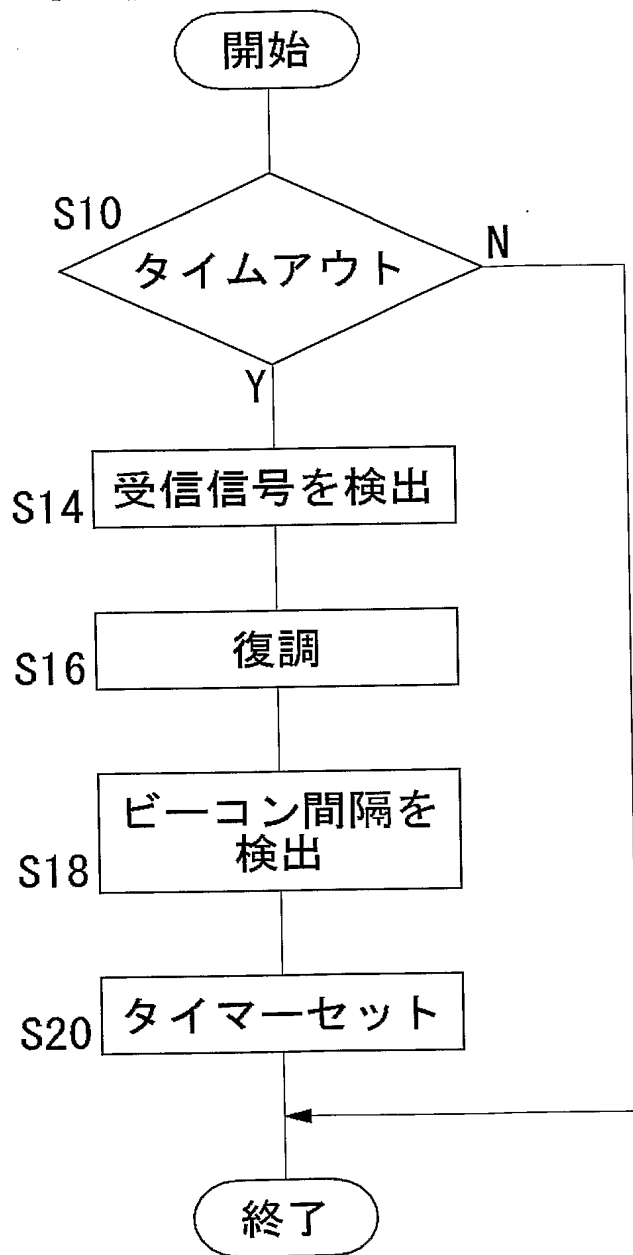 開始
S10
タイムアウト
N
Y
S14
受信信号を検出
S16
復調
S18
ビーコン間隔を
検出
S20
タイマーセット
終了